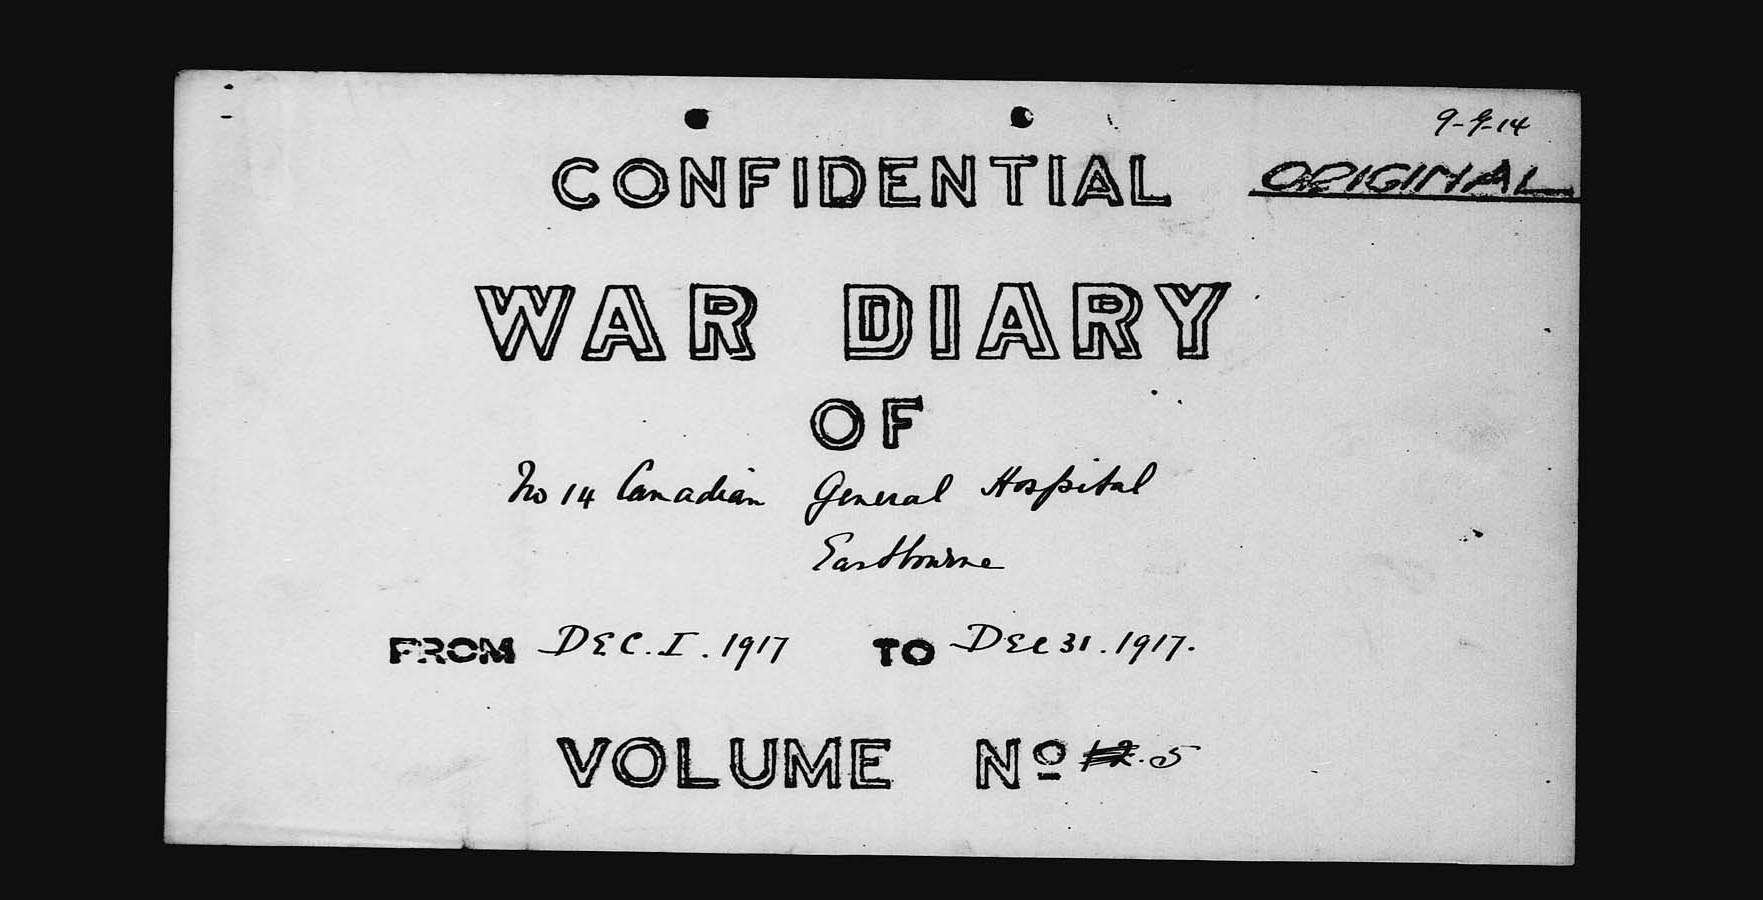 9-9-14
CONFIDENTIAL ORIGINAL
WAR DIARY
OF
No 14 Canadian General Hospital
Eastbourne
FROM DEC. I. 1917 TO DEC 31. 1917.
VOLUME Nº 5